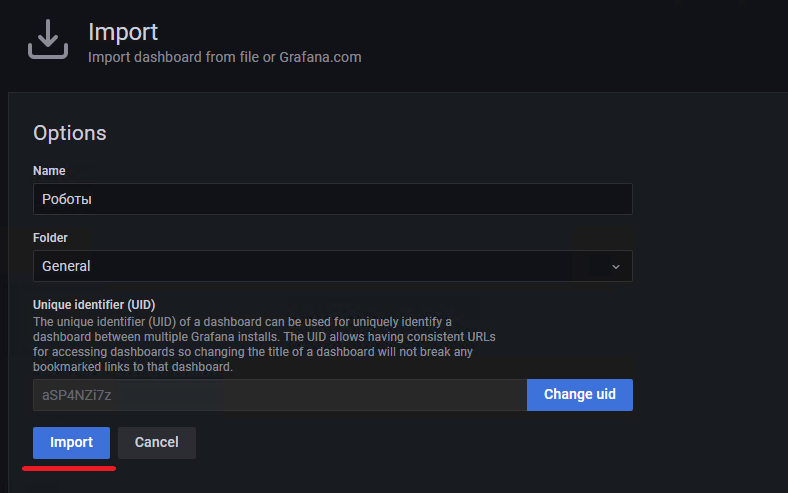 Import
Import dashboard from file or Grafana.com
Options
Name
Роботы
Folder
General
Unique identifier (UID)
The unique identifier (UID) of a dashboard can be used for uniquely identify a
dashboard between multiple Grafana installs. The UID allows having consistent URLs
for accessing dashboards so changing the title of a dashboard will not break any
bookmarked links to that dashboard.
aSP4NZi7z
Change uid
Import
Cancel